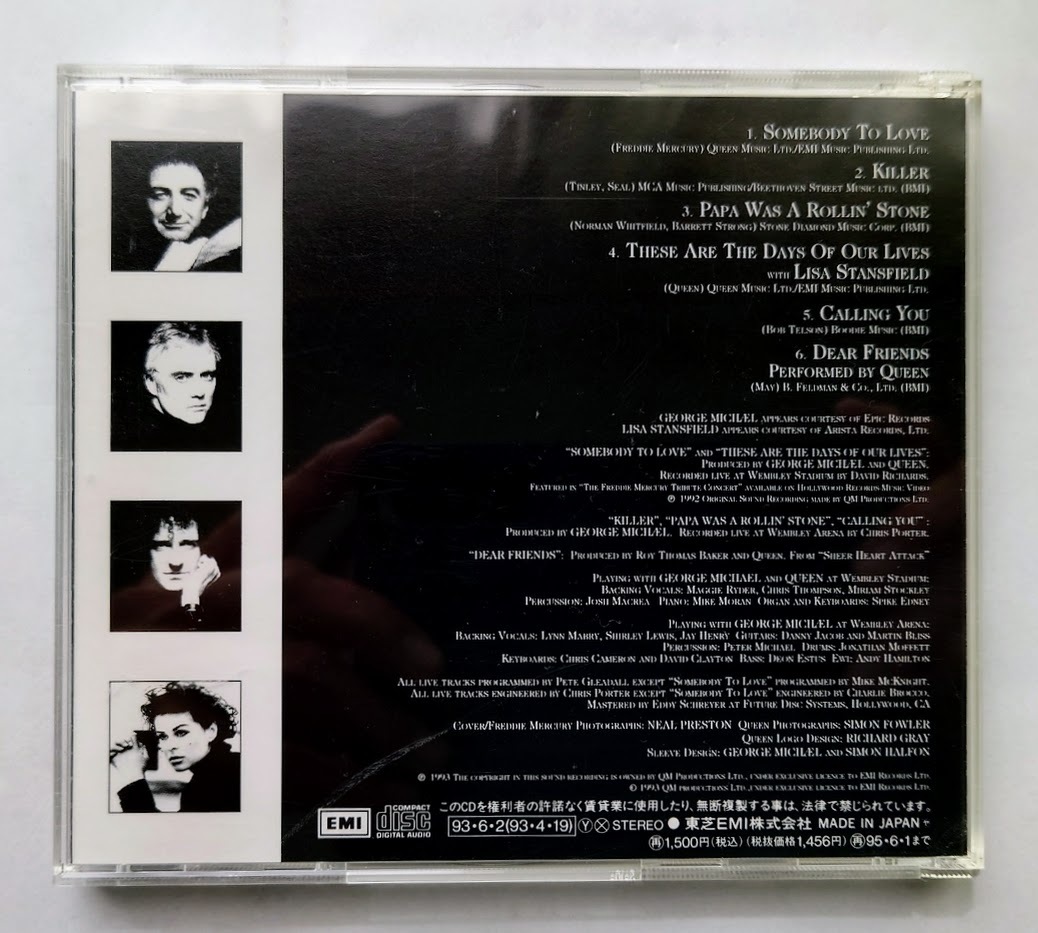 1. SOMEBODY TO LOVE
(FREDDIE MERCURY) QUEEN MUSIC LTD./EMI MUSIC PUBLISHING LTD.
2. KILLER
(TINLEY, SEAL) MCA MUSIC PUBLISHING/BEETHOVEN STREET MUSIC LTD. (BMI)
3. PAPA WAS A ROLLIN' STONE
(NORMAN WHITFIELD, BARRETT STRONG) STONE DIAMOND MUSIC CORP. (BMI)
4. THESE ARE THE DAYS OF OUR LIVES
WITH LISA STANSFIELD
(QUEEN) QUEEN MUSIC LTD./EMI MUSIC PUBLISHING LTD.
5. CALLING YOU
(BOB TELSON) BOODIE MUSIC (BMI)
6. DEAR FRIENDS
PERFORMED BY QUEEN
(MAY) B. FELDMAN & CO., LTD. (BMI)
GEORGE MICHAEL APPEARS COURTESY OF EPIC RECORDS
LISA STANSFIELD APPEARS COURTESY OF ARISTA RECORDS, LTD.
"SOMEBODY TO LOVE" AND "THESE ARE THE DAYS OF OUR LIVES":
PRODUCED BY GEORGE MICHAEL AND QUEEN.
RECORDED LIVE AT WEMBLEY STADIUM BY DAVID RICHARDS.
FEATURED IN "THE FREDDIE MERCURY TRIBUTE CONCERT" AVAILABLE ON HOLLYWOOD RECORDS MUSIC VIDEO
℗ 1992 ORIGINAL SOUND RECORDING MADE BY QM PRODUCTIONS LTD.
"KILLER", "PAPA WAS A ROLLIN' STONE", "CALLING YOU" :
PRODUCED BY GEORGE MICHAEL. RECORDED LIVE AT WEMBLEY ARENA BY CHRIS PORTER.
"DEAR FRIENDS": PRODUCED BY ROY THOMAS BAKER AND QUEEN. FROM "SHEER HEART ATTACK"
PLAYING WITH GEORGE MICHAEL AND QUEEN AT WEMBLEY STADIUM:
BACKING VOCALS: MAGGIE RYDER, CHRIS THOMPSON, MIRIAM STOCKLEY
PERCUSSION: JOSH MACREA PIANO: MIKE MORAN ORGAN AND KEYBOARDS: SPIKE EDNEY
PLAYING WITH GEORGE MICHAEL AT WEMBLEY ARENA:
BACKING VOCALS: LYNN MABRY, SHIRLEY LEWIS, JAY HENRY GUITARS: DANNY JACOB AND MARTIN BLISS
PERCUSSION: PETER MICHAEL DRUMS: JONATHAN MOFFETT
KEYBOARDS: CHRIS CAMERON AND DAVID CLAYTON BASS: DEON ESTUS EWI: ANDY HAMILTON
ALL LIVE TRACKS PROGRAMMED BY PETE GLEADALL EXCEPT "SOMEBODY TO LOVE" PROGRAMMED BY MIKE MCKNIGHT.
ALL LIVE TRACKS ENGINEERED BY CHRIS PORTER EXCEPT "SOMEBODY TO LOVE" ENGINEERED BY CHARLIE BROCCO.
MASTERED BY EDDY SCHREYER AT FUTURE DISC SYSTEMS, HOLLYWOOD, CA
COVER/FREDDIE MERCURY PHOTOGRAPHS: NEAL PRESTON QUEEN PHOTOGRAPHS: SIMON FOWLER
QUEEN LOGO DESIGN: RICHARD GRAY
SLEEVE DESIGN: GEORGE MICHAEL AND SIMON HALFON
℗ 1993 THE COPYRIGHT IN THIS SOUND RECORDING IS OWNED BY QM PRODUCTIONS LTD., UNDER EXCLUSIVE LICENCE TO EMI RECORDS LTD.
© 1993 QM PRODUCTIONS LTD., UNDER EXCLUSIVE LICENCE TO EMI RECORDS LTD.
EMI COMPACT disc DIGITAL AUDIO
このCDを権利者の許諾なく賃貸業に使用したり、無断複製する事は、法律で禁じられています。
93·6·2(93·4·19) Ⓨ Ⓧ STEREO ● 東芝EMI株式会社 MADE IN JAPAN ヤ
㊢1,500円(税込) (税抜価格1,456円) ㊢95·6·1まで